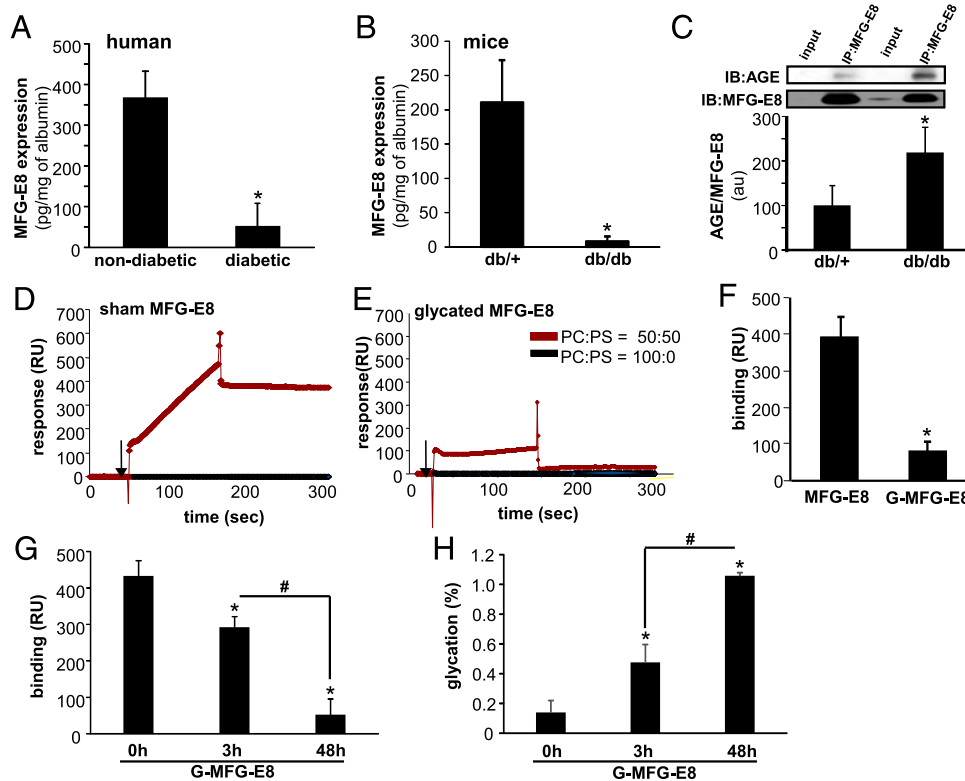 A
human
MFG-E8 expression
(pg/mg of albumin)
500
400
300
200
100
0
*
non-diabetic
diabetic
B
mice
MFG-E8 expression
(pg/mg of albumin)
300
250
200
150
100
50
0
*
db/+
db/db
C
input
IP:MFG-E8
input
IP:MFG-E8
IB:AGE
IB:MFG-E8
AGE/MFG-E8
(au)
300
200
100
0
*
db/+
db/db
D
sham MFG-E8
response (RU)
700
600
500
400
300
200
100
0
0
100
200
300
time (sec)
E
glycated MFG-E8
PC:PS = 50:50
PC:PS = 100:0
response(RU)
700
600
500
400
300
200
100
0
0
100
200
300
time (sec)
F
binding (RU)
500
400
300
200
100
0
*
MFG-E8
G-MFG-E8
G
binding (RU)
500
400
300
200
100
0
*
#
*
0h
3h
48h
G-MFG-E8
H
glycation (%)
1.2
1.0
0.8
0.6
0.4
0.2
0
*
#
*
0h
3h
48h
G-MFG-E8